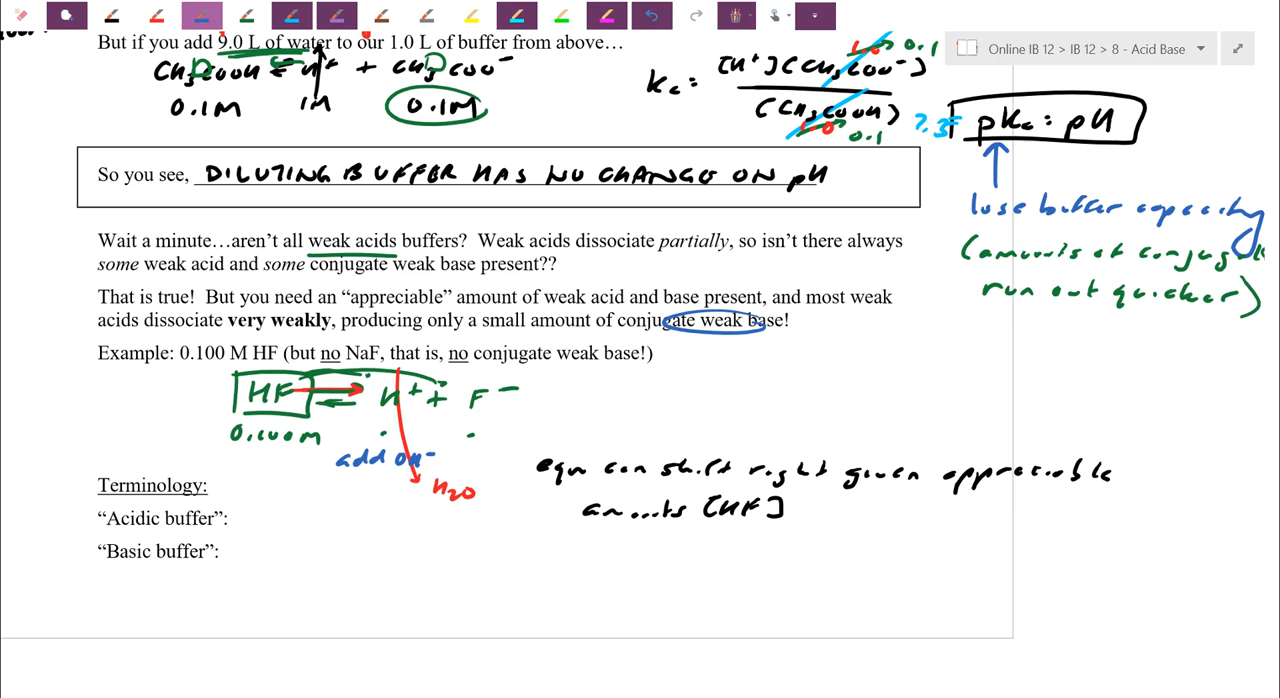 But if you add 9.0 L of water to our 1.0 L of buffer from above…
Online IB 12 > IB 12 > 8 - Acid Base
CH₃COOH ⇌ H⁺ + CH₃COO⁻
0.1M 1M 0.1M
Kc = [H⁺][CH₃COO⁻]
[CH₃COOH]
0.1
0.1
pKc = pH
So you see, DILUTING BUFFER HAS NO CHANGE ON pH
lose buffer capacity
(amounts of conjugate
run out quicker)
Wait a minute…aren’t all weak acids buffers? Weak acids dissociate partially, so isn’t there always
some weak acid and some conjugate weak base present??
That is true! But you need an “appreciable” amount of weak acid and base present, and most weak
acids dissociate very weakly, producing only a small amount of conjugate weak base!
Example: 0.100 M HF (but no NaF, that is, no conjugate weak base!)
HF ⇌ H⁺ + F⁻
0.100M
add OH⁻
H₂O
eqm can shift right given appreciable
amounts [HF]
Terminology:
“Acidic buffer”:
“Basic buffer”: